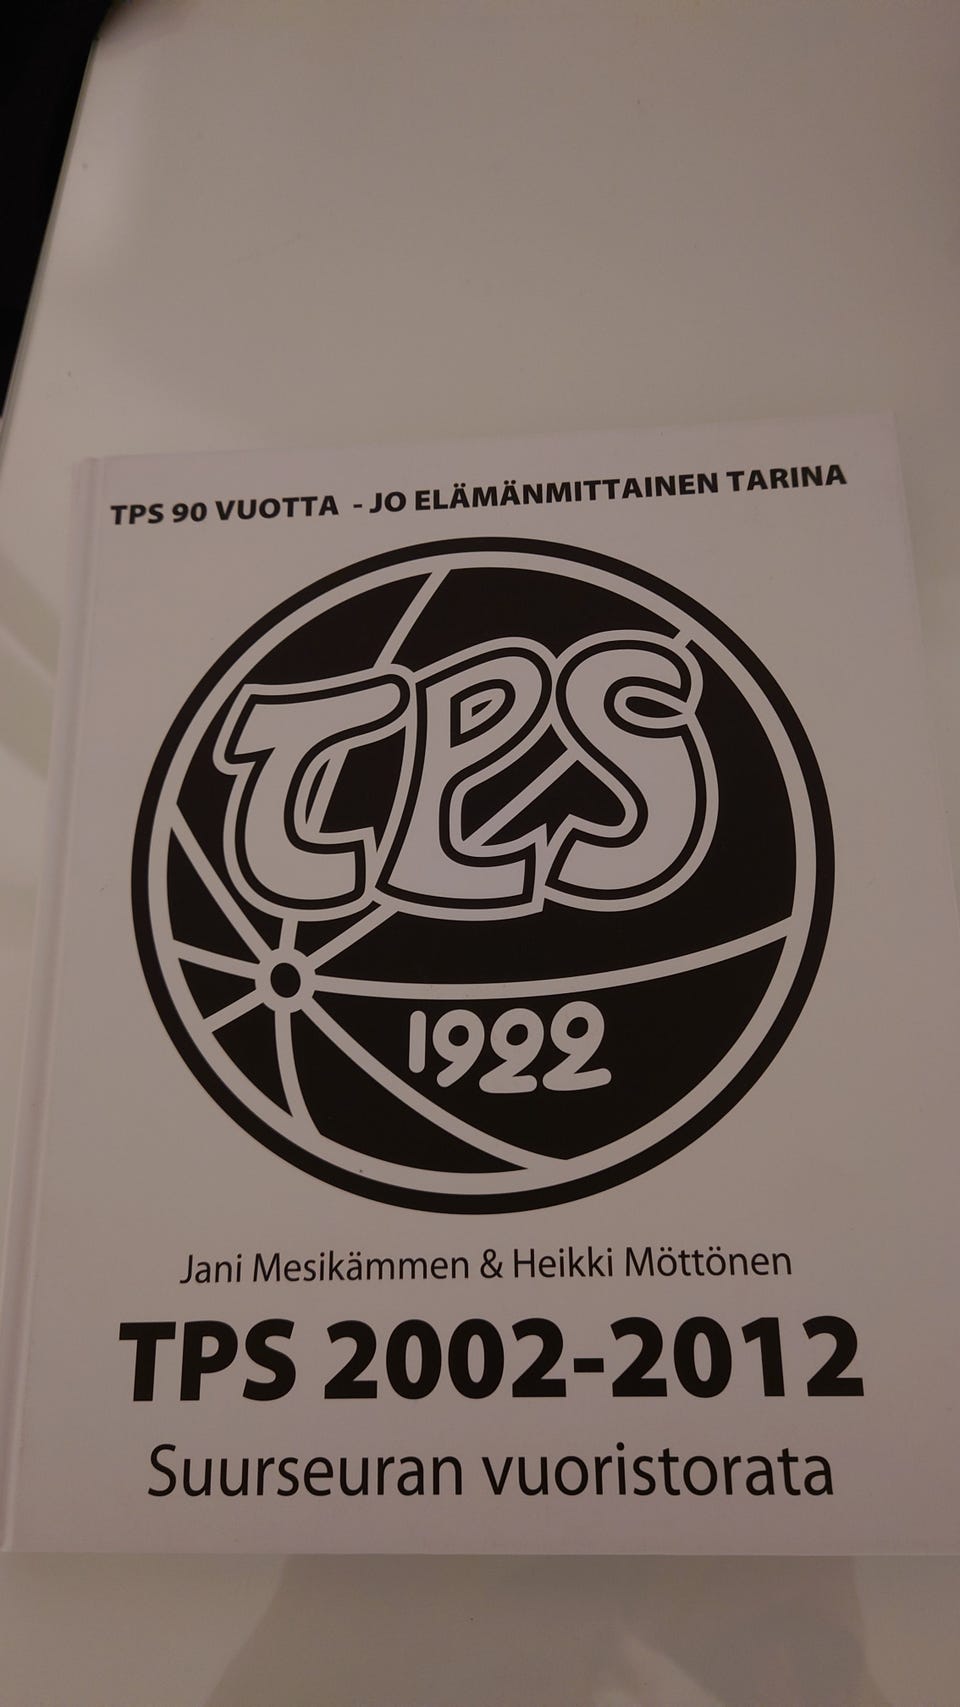 TPS 90 VUOTTA - JO ELÄMÄNMITTAINEN TARINA
TPS
1922
Jani Mesikämmen & Heikki Möttönen
TPS 2002-2012
Suurseuran vuoristorata